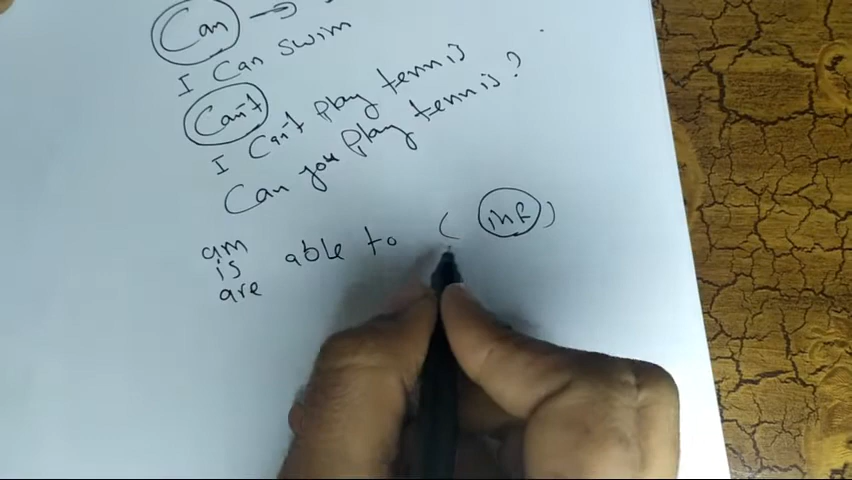 Can →
I Can swim
Can't
I Can't Play tennis
Can you Play tennis?
am
is able to ( inf )
are